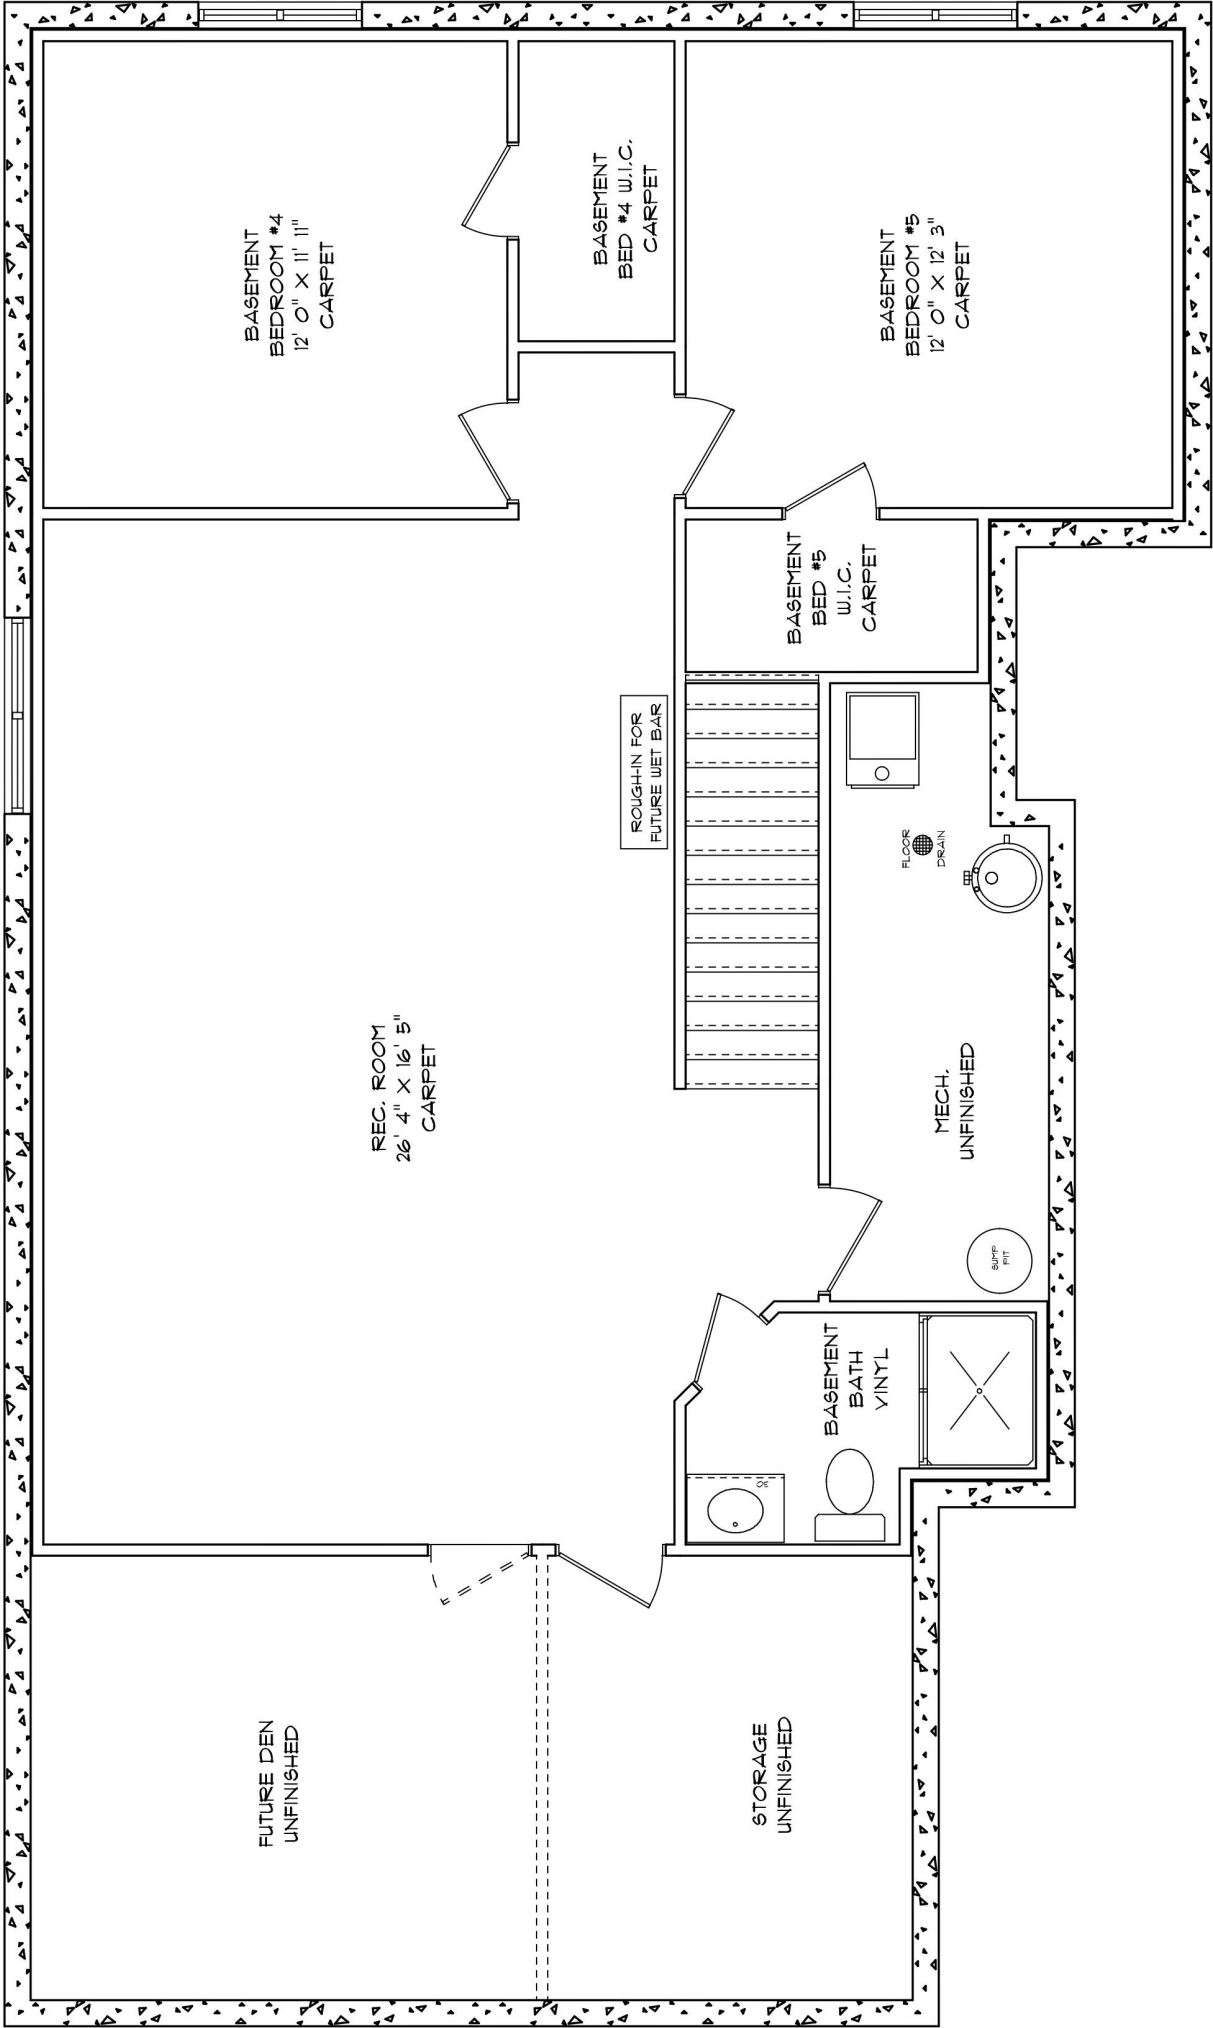 BASEMENT
BEDROOM #4
12' 0" X 11' 11"
CARPET
BASEMENT
BED #4 W.I.C.
CARPET
BASEMENT
BEDROOM #5
12' 0" X 12' 3"
CARPET
BASEMENT
BED #5
W.I.C.
CARPET
ROUGH-IN FOR
FUTURE WET BAR
FLOOR
DRAIN
REC. ROOM
26' 4" X 16' 5"
CARPET
MECH.
UNFINISHED
SUMP
PIT
BASEMENT
BATH
VINYL
30
FUTURE DEN
UNFINISHED
STORAGE
UNFINISHED